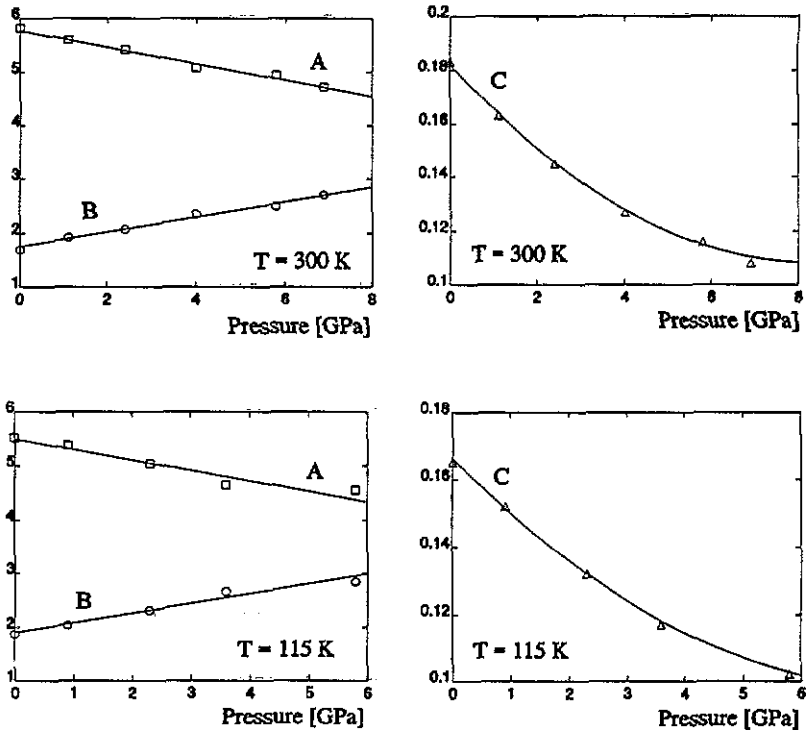 6
5
4
3
2
1
A
B
T = 300 K
0 2 4 6 8
Pressure [GPa]
0.2
0.18
0.16
0.14
0.12
0.1
C
T = 300 K
0 2 4 6 8
Pressure [GPa]
6
5
4
3
2
1
A
B
T = 115 K
0 1 2 3 4 5 6
Pressure [GPa]
0.18
0.16
0.14
0.12
0.1
C
T = 115 K
0 1 2 3 4 5 6
Pressure [GPa]